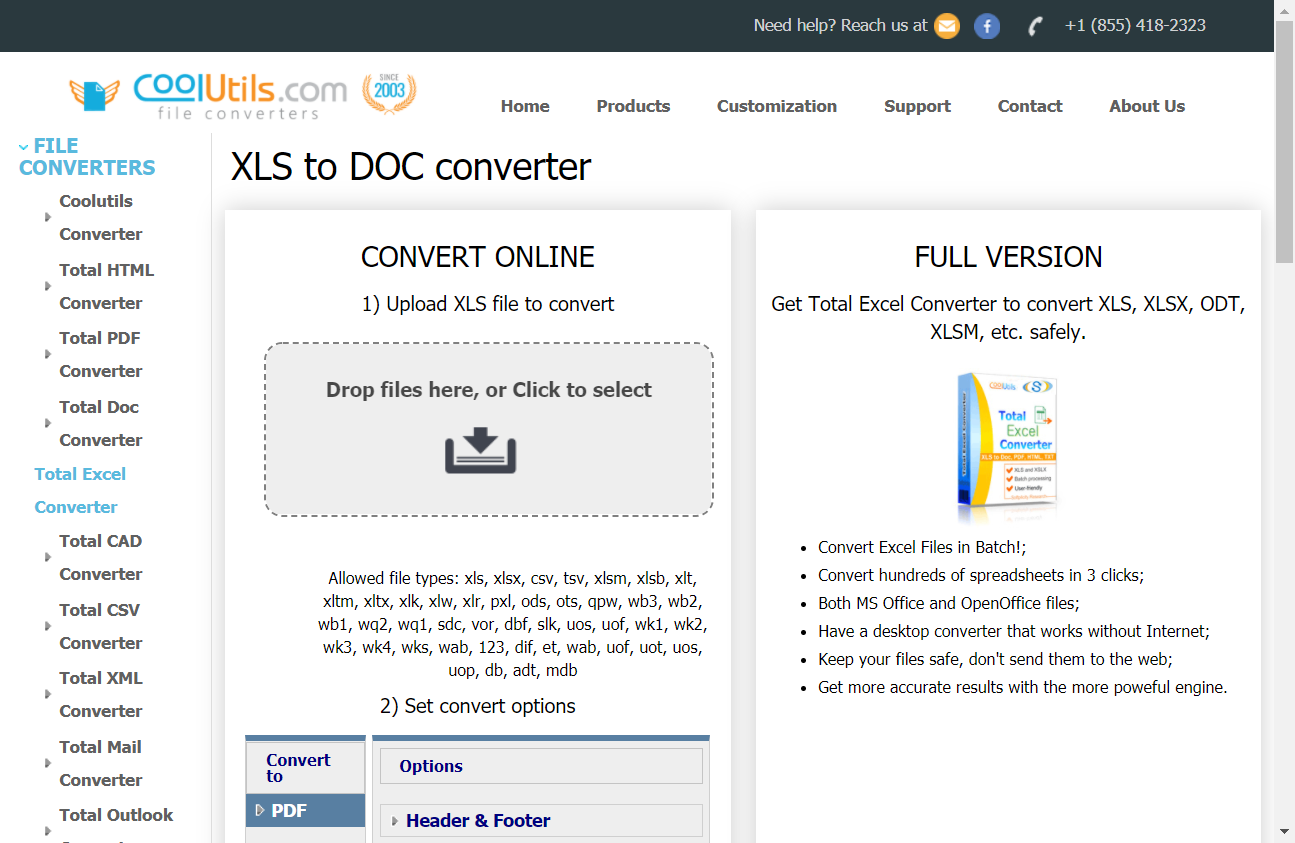 Need help? Reach us at
+1 (855) 418-2323
CoolUtils.com
file converters
SINCE
2003
Home
Products
Customization
Support
Contact
About Us
FILE
CONVERTERS
Coolutils
Converter
Total HTML
Converter
Total PDF
Converter
Total Doc
Converter
Total Excel
Converter
Total CAD
Converter
Total CSV
Converter
Total XML
Converter
Total Mail
Converter
Total Outlook
XLS to DOC converter
CONVERT ONLINE
1) Upload XLS file to convert
Drop files here, or Click to select
Allowed file types: xls, xlsx, csv, tsv, xlsm, xlsb, xlt,
xltm, xltx, xlk, xlw, xlr, pxl, ods, ots, qpw, wb3, wb2,
wb1, wq2, wq1, sdc, vor, dbf, slk, uos, uof, wk1, wk2,
wk3, wk4, wks, wab, 123, dif, et, wab, uof, uot, uos,
uop, db, adt, mdb
2) Set convert options
Convert
to
PDF
Options
Header & Footer
FULL VERSION
Get Total Excel Converter to convert XLS, XLSX, ODT,
XLSM, etc. safely.
CoolUtils
Total
Excel
Converter
XLS to Doc, PDF, HTML, TXT
XLS and XSLX
Batch processing
User-friendly
Convert Excel Files in Batch!;
Convert hundreds of spreadsheets in 3 clicks;
Both MS Office and OpenOffice files;
Have a desktop converter that works without Internet;
Keep your files safe, don't send them to the web;
Get more accurate results with the more poweful engine.